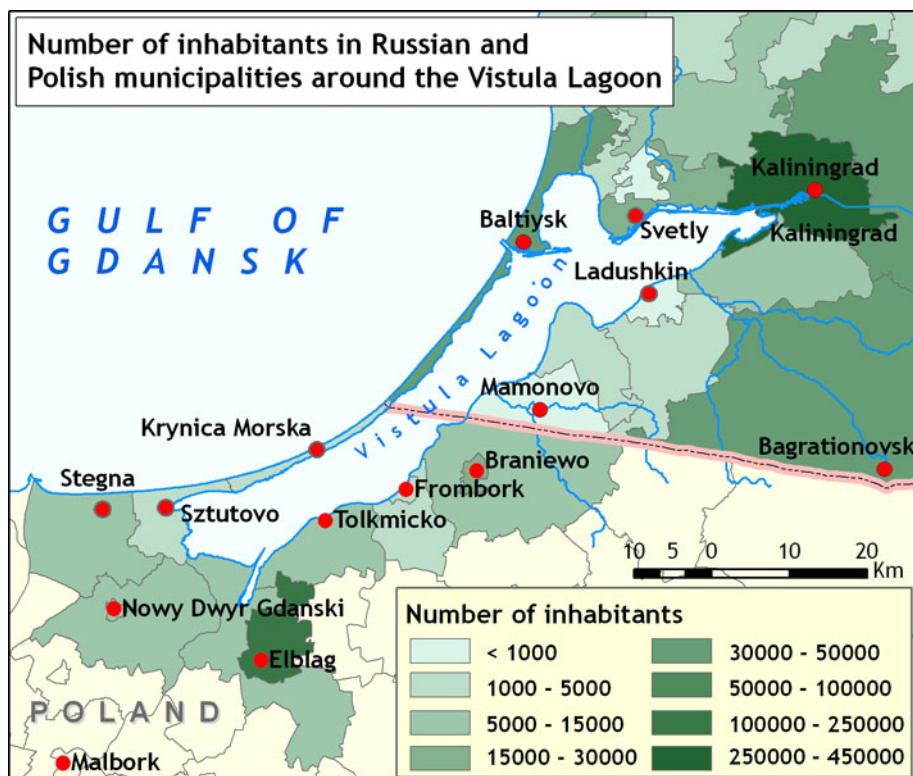 Number of inhabitants in Russian and
Polish municipalities around the Vistula Lagoon
GULF OF
GDANSK
Kaliningrad
Baltiysk
Svetly
Kaliningrad
Ladushkin
Vistula Lagoon
Mamonovo
Krynica Morska
Bagrationovsk
Braniewo
Stegna
Frombork
Sztutovo
Tolkmicko
10 5 0 10 20
Km
Nowy Dwyr Gdanski
Elblag
POLAND
Malbork
Number of inhabitants
< 1000
1000 - 5000
5000 - 15000
15000 - 30000
30000 - 50000
50000 - 100000
100000 - 250000
250000 - 450000